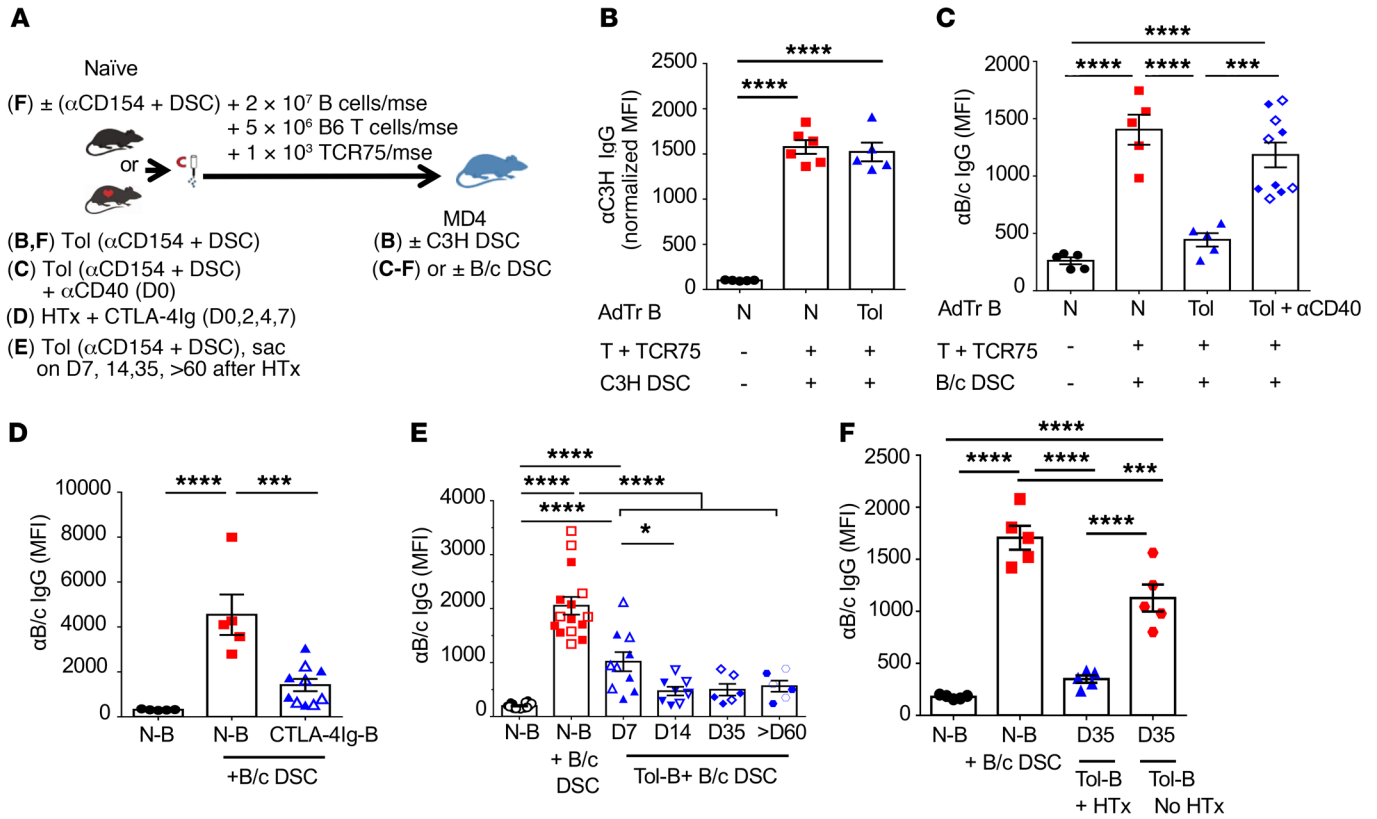 A
Naïve
(F) ± (αCD154 + DSC) + 2 × 10⁷ B cells/mse
+ 5 × 10⁶ B6 T cells/mse
+ 1 × 10³ TCR75/mse
or
MD4
(B,F) Tol (αCD154 + DSC)
(C) Tol (αCD154 + DSC)
+ αCD40 (D0)
(D) HTx + CTLA-4Ig (D0,2,4,7)
(E) Tol (αCD154 + DSC), sac
on D7, 14,35, >60 after HTx
(B) ± C3H DSC
(C-F) or ± B/c DSC
B
αC3H IgG
(normalized MFI)
2500
2000
1500
1000
500
0
****
****
AdTr B N N Tol
T + TCR75 - + +
C3H DSC - + +
C
αB/c IgG (MFI)
2000
1500
1000
500
0
****
**** **** ***
AdTr B N N Tol Tol + αCD40
T + TCR75 - + + +
B/c DSC - + + +
D
αB/c IgG (MFI)
10000
8000
6000
4000
2000
0
**** ***
N-B N-B CTLA-4Ig-B
+B/c DSC
E
αB/c IgG (MFI)
4000
3000
2000
1000
0
****
**** ****
****
*
N-B N-B D7 D14 D35 >D60
+ B/c
DSC
Tol-B+ B/c DSC
F
αB/c IgG (MFI)
2500
2000
1500
1000
500
0
****
**** **** ***
****
N-B N-B D35 D35
+ B/c DSC
Tol-B
+ HTx
Tol-B
No HTx